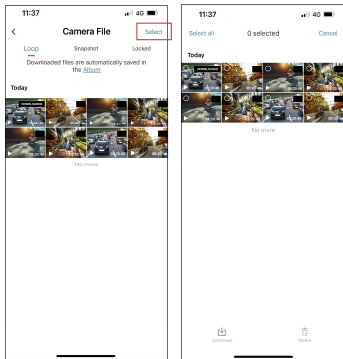 11:37
4G
Camera File
Select
Loop
Snapshot
Locked
Downloaded files are automatically saved in
the Album
Today
No more
11:37
4G
Select all
0 selected
Cancel
Today
No more
Download
Delete